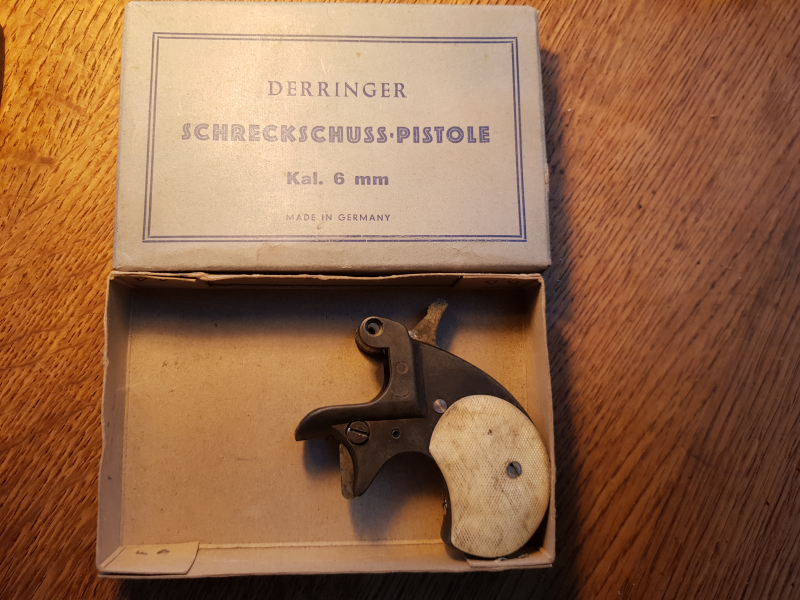 DERRINGER
SCHRECKSCHUSS-PISTOLE
Kal. 6 mm
MADE IN GERMANY